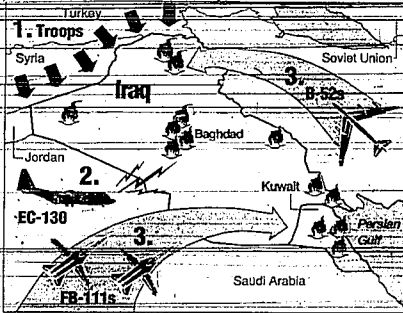 Turkey
1. Troops
Syria
Soviet Union
Iraq
3.
B-52s
Baghdad
Jordan
2.
Kuwait
EC-130
3.
Persian
Gulf
Saudi Arabia
FB-111s